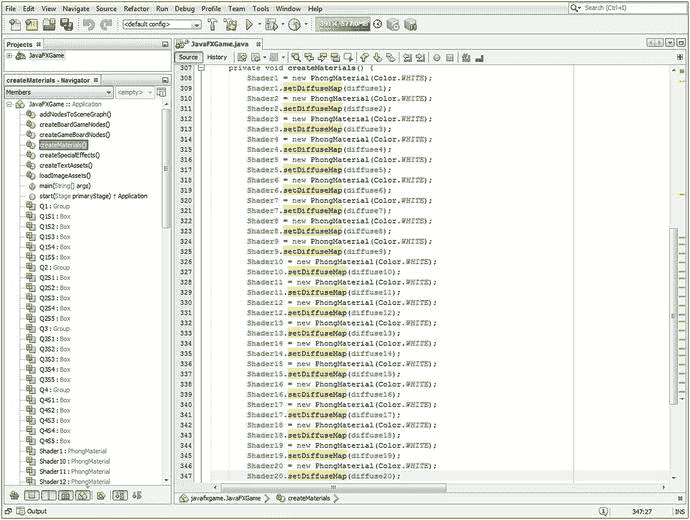 File Edit View Navigate Source Refactor Run Debug Profile Team Tools Window Help
Search (Ctrl+I)
<default config>
Projects
JavaFXGame
createMaterials - Navigator
Members
<empty>
JavaFXGame :: Application
addNodesToSceneGraph()
createBoardGameNodes()
createGameBoardNodes()
createMaterials()
createSpecialEffects()
createTextAssets()
loadImageAssets()
main(String[] args)
start(Stage primaryStage) ↑ Application
Q1 : Group
Q1S1 : Box
Q1S2 : Box
Q1S3 : Box
Q1S4 : Box
Q1S5 : Box
Q2 : Group
Q2S1 : Box
Q2S2 : Box
Q2S3 : Box
Q2S4 : Box
Q2S5 : Box
Q3 : Group
Q3S1 : Box
Q3S2 : Box
Q3S3 : Box
Q3S4 : Box
Q3S5 : Box
Q4 : Group
Q4S1 : Box
Q4S2 : Box
Q4S3 : Box
Q4S4 : Box
Q4S5 : Box
Shader1 : PhongMaterial
Shader10 : PhongMaterial
Shader11 : PhongMaterial
Shader12 : PhongMaterial
JavaFXGame.java
Source History
307 private void createMaterials() {
308 Shader1 = new PhongMaterial(Color.WHITE);
309 Shader1.setDiffuseMap(diffuse1);
310 Shader2 = new PhongMaterial(Color.WHITE);
311 Shader2.setDiffuseMap(diffuse2);
312 Shader3 = new PhongMaterial(Color.WHITE);
313 Shader3.setDiffuseMap(diffuse3);
314 Shader4 = new PhongMaterial(Color.WHITE);
315 Shader4.setDiffuseMap(diffuse4);
316 Shader5 = new PhongMaterial(Color.WHITE);
317 Shader5.setDiffuseMap(diffuse5);
318 Shader6 = new PhongMaterial(Color.WHITE);
319 Shader6.setDiffuseMap(diffuse6);
320 Shader7 = new PhongMaterial(Color.WHITE);
321 Shader7.setDiffuseMap(diffuse7);
322 Shader8 = new PhongMaterial(Color.WHITE);
323 Shader8.setDiffuseMap(diffuse8);
324 Shader9 = new PhongMaterial(Color.WHITE);
325 Shader9.setDiffuseMap(diffuse9);
326 Shader10 = new PhongMaterial(Color.WHITE);
327 Shader10.setDiffuseMap(diffuse10);
328 Shader11 = new PhongMaterial(Color.WHITE);
329 Shader11.setDiffuseMap(diffuse11);
330 Shader12 = new PhongMaterial(Color.WHITE);
331 Shader12.setDiffuseMap(diffuse12);
332 Shader13 = new PhongMaterial(Color.WHITE);
333 Shader13.setDiffuseMap(diffuse13);
334 Shader14 = new PhongMaterial(Color.WHITE);
335 Shader14.setDiffuseMap(diffuse14);
336 Shader15 = new PhongMaterial(Color.WHITE);
337 Shader15.setDiffuseMap(diffuse15);
338 Shader16 = new PhongMaterial(Color.WHITE);
339 Shader16.setDiffuseMap(diffuse16);
340 Shader17 = new PhongMaterial(Color.WHITE);
341 Shader17.setDiffuseMap(diffuse17);
342 Shader18 = new PhongMaterial(Color.WHITE);
343 Shader18.setDiffuseMap(diffuse18);
344 Shader19 = new PhongMaterial(Color.WHITE);
345 Shader19.setDiffuseMap(diffuse19);
346 Shader20 = new PhongMaterial(Color.WHITE);
347 Shader20.setDiffuseMap(diffuse20);
javafxgame.JavaFXGame
createMaterials
Output
347:27
INS